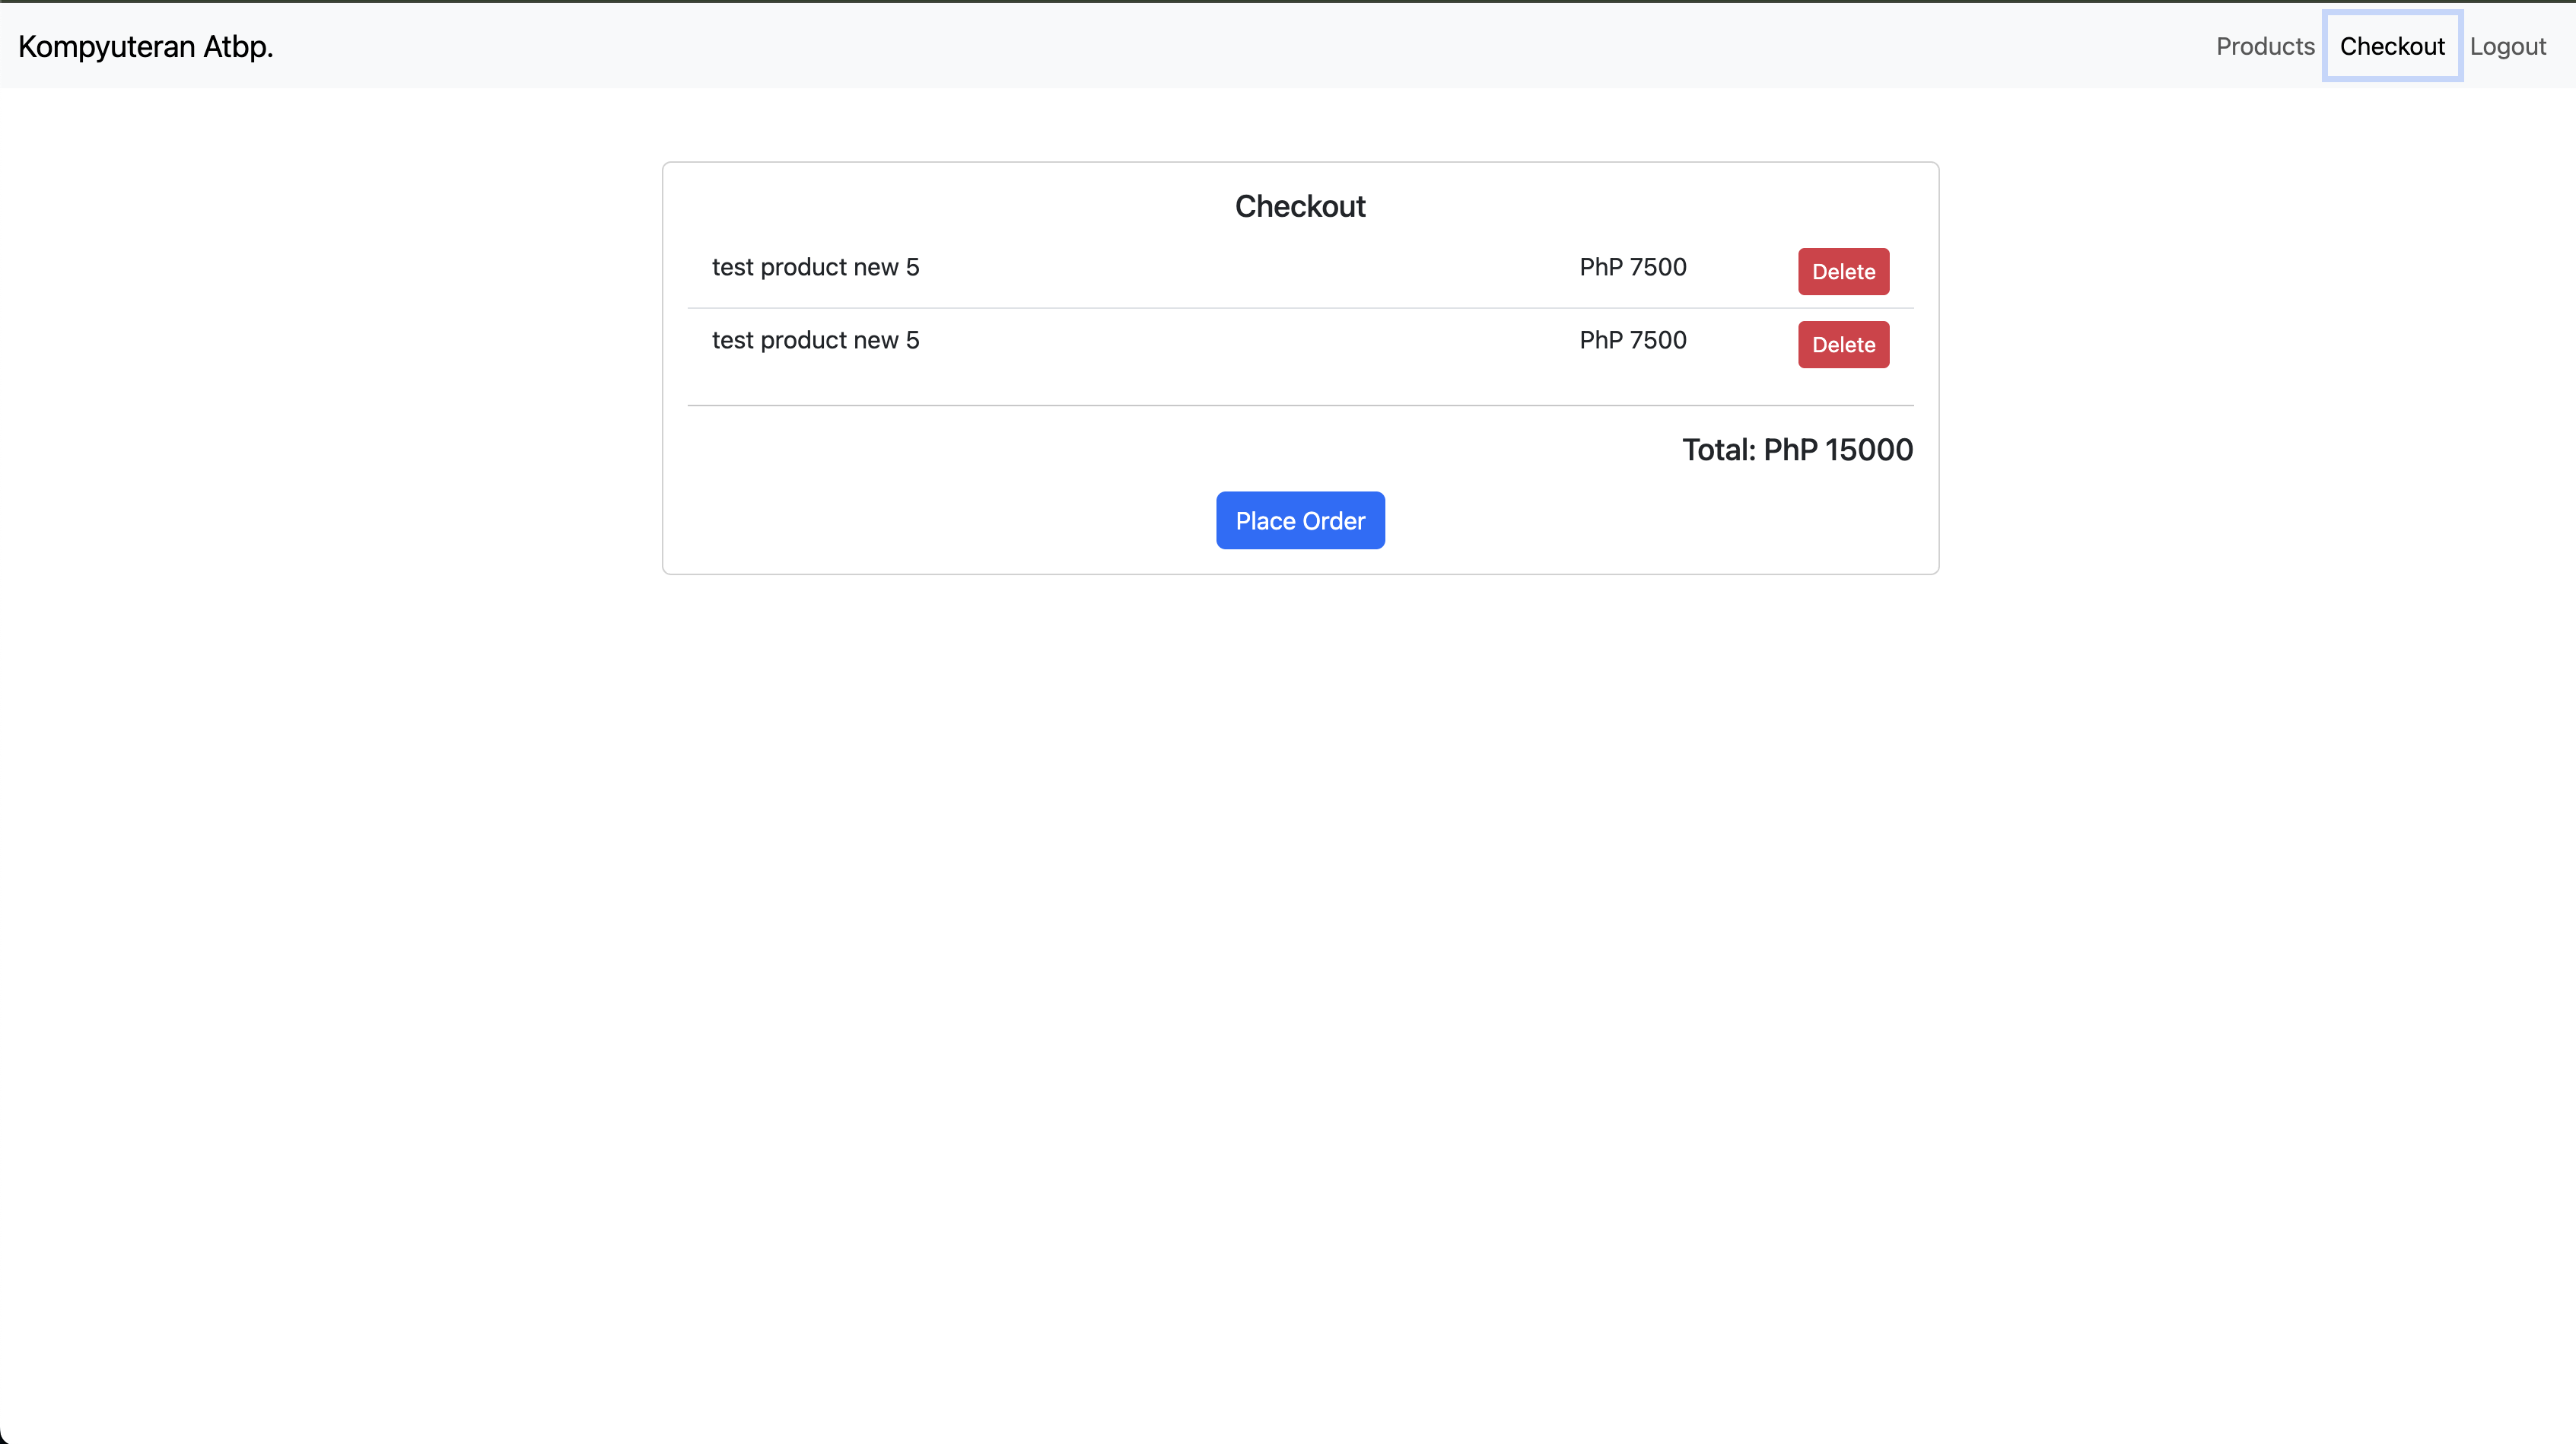 Kompyuteran Atbp. Products Checkout Logout
Checkout
test product new 5 PhP 7500 Delete
test product new 5 PhP 7500 Delete
Total: PhP 15000
Place Order